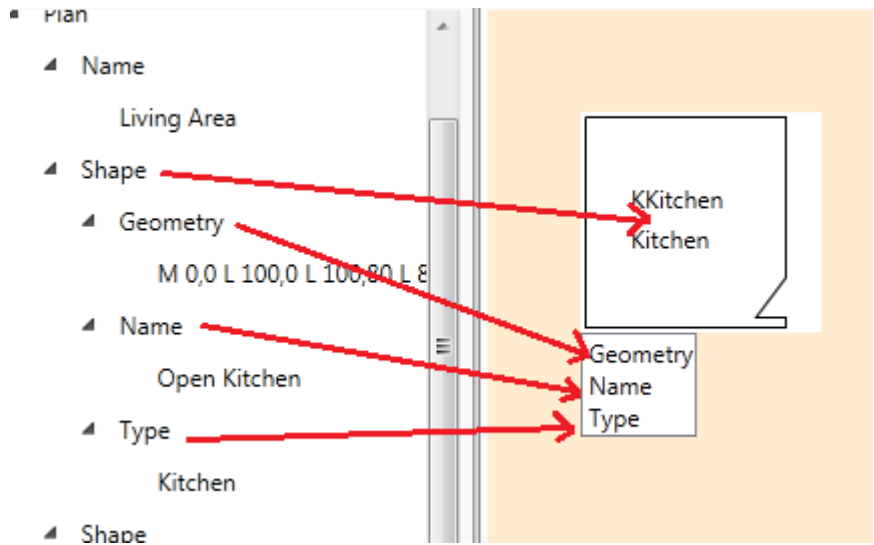 Plan
Name
Living Area
Shape
Geometry
M 0,0 L 100,0 L 100,80 L 8
Name
Open Kitchen
Type
Kitchen
Shape
KKitchen
Kitchen
Geometry
Name
Type